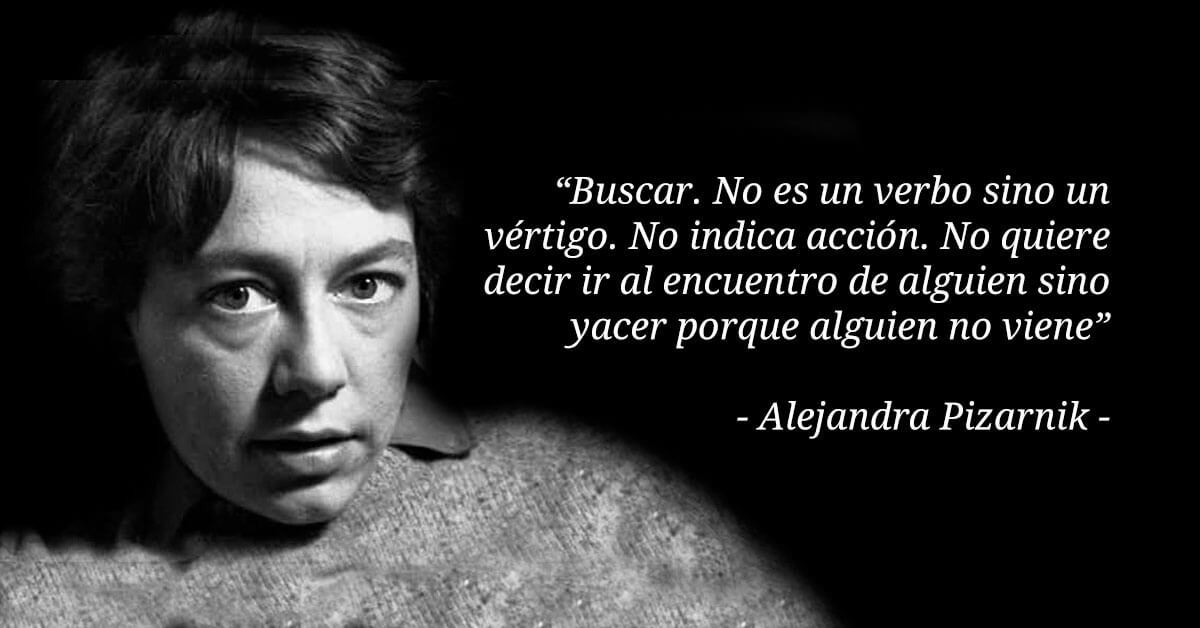 “Buscar. No es un verbo sino un
vértigo. No indica acción. No quiere
decir ir al encuentro de alguien sino
yacer porque alguien no viene”
- Alejandra Pizarnik -